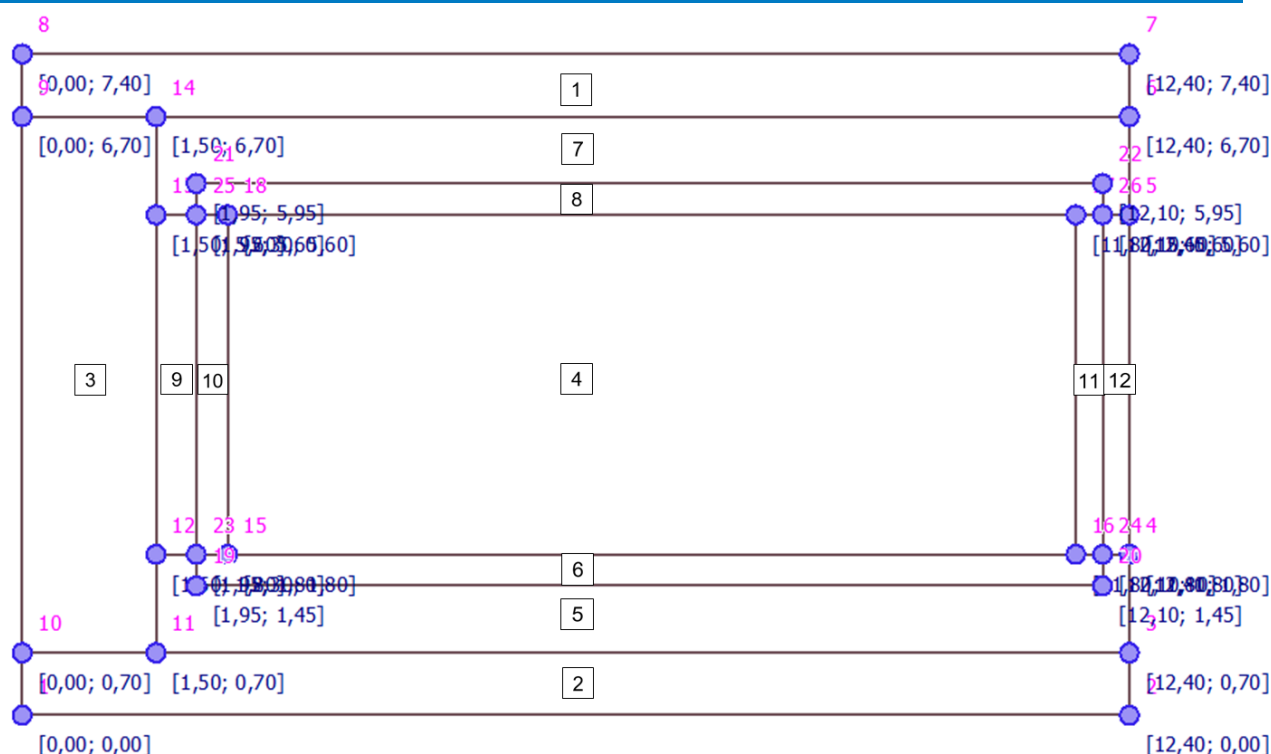 8 7
[0,00; 7,40] 1 [12,40; 7,40]
9 14 6
[0,00; 6,70] [1,50; 6,70] 7 [12,40; 6,70]
21 22
25 18 8 26 5
[1,95; 5,95] [12,10; 5,95]
3 9 10 4 11 12
12 23 15 16 24 4
19 6 20
[1,95; 1,45] 5 [12,10; 1,45]
10 11 3
[0,00; 0,70] [1,50; 0,70] 2 [12,40; 0,70]
1 2
[0,00; 0,00] [12,40; 0,00]